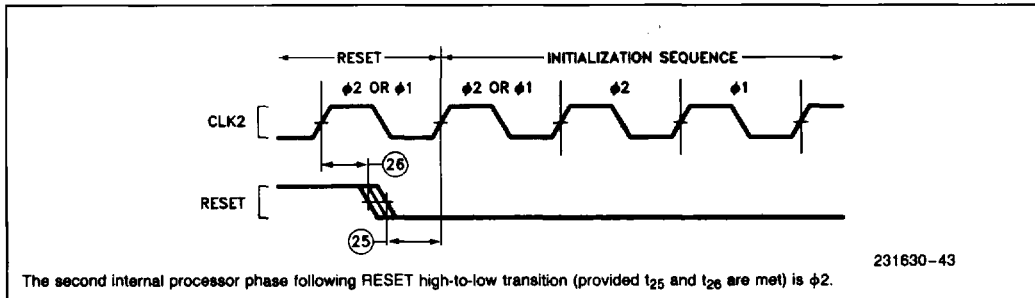 RESET INITIALIZATION SEQUENCE
φ2 OR φ1 φ2 OR φ1 φ2 φ1
CLK2
26
RESET
25
231630-43
The second internal processor phase following RESET high-to-low transition (provided t25 and t26 are met) is φ2.